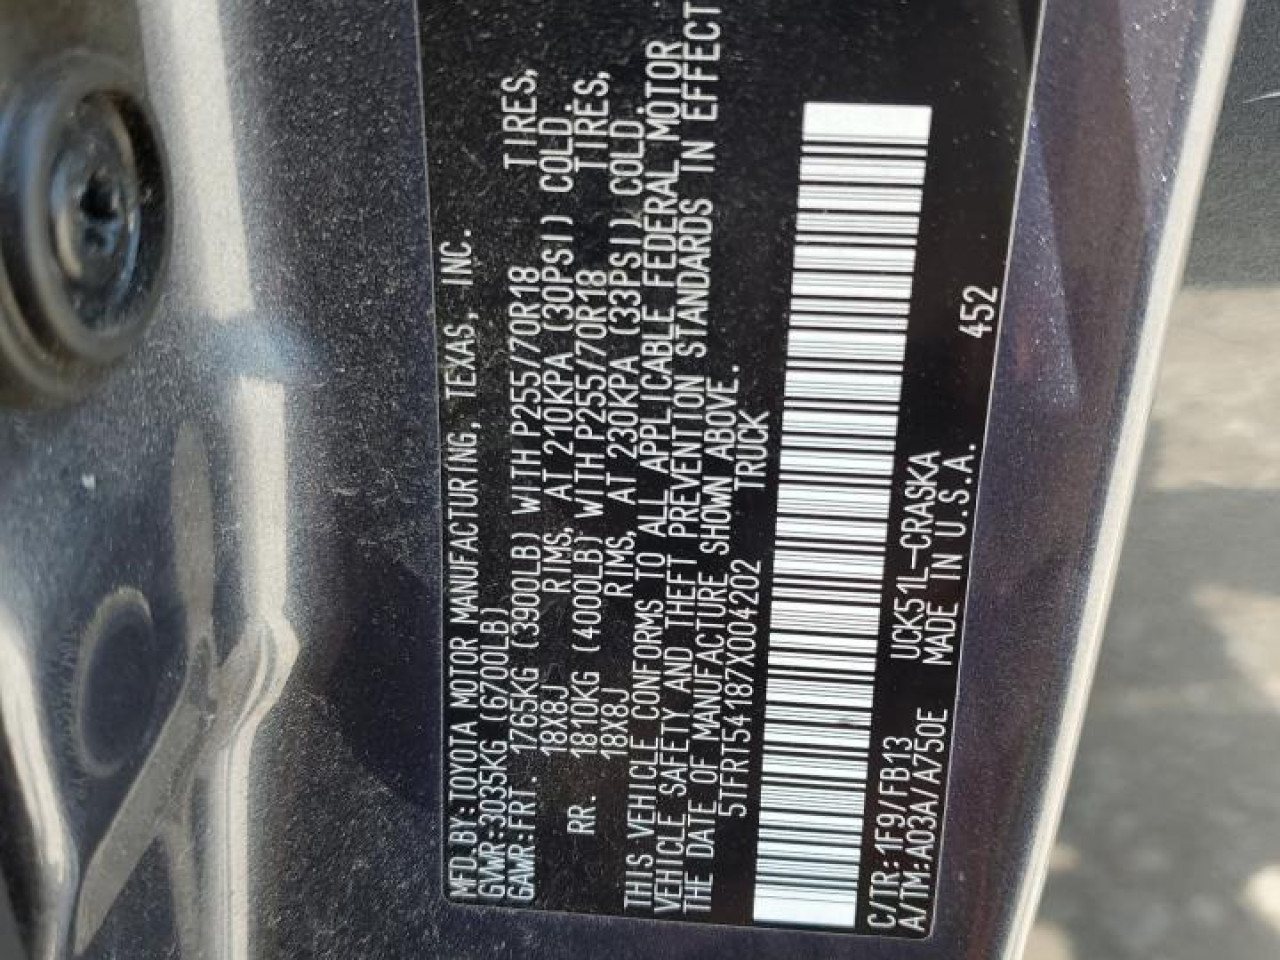 MFD.BY:TOYOTA MOTOR MANUFACTURING, TEXAS, INC.
GVWR:3035KG (6700LB)
GAWR:FRT. 1765KG (3900LB) WITH P255/70R18 TIRES,
18X8J RIMS, AT 210KPA (30PSI) COLD.
RR. 1810KG (4000LB) WITH P255/70R18 TIRES,
18X8J RIMS, AT 230KPA (33PSI) COLD.
THIS VEHICLE CONFORMS TO ALL APPLICABLE FEDERAL MOTOR
VEHICLE SAFETY AND THEFT PREVENTION STANDARDS IN EFFECT
THE DATE OF MANUFACTURE SHOWN ABOVE.
5TFRT54187X004202 TRUCK
C/TR:1F9/FB13 UCK51L-CRASKA 452
A/TM:A03A/A750E MADE IN U.S.A.